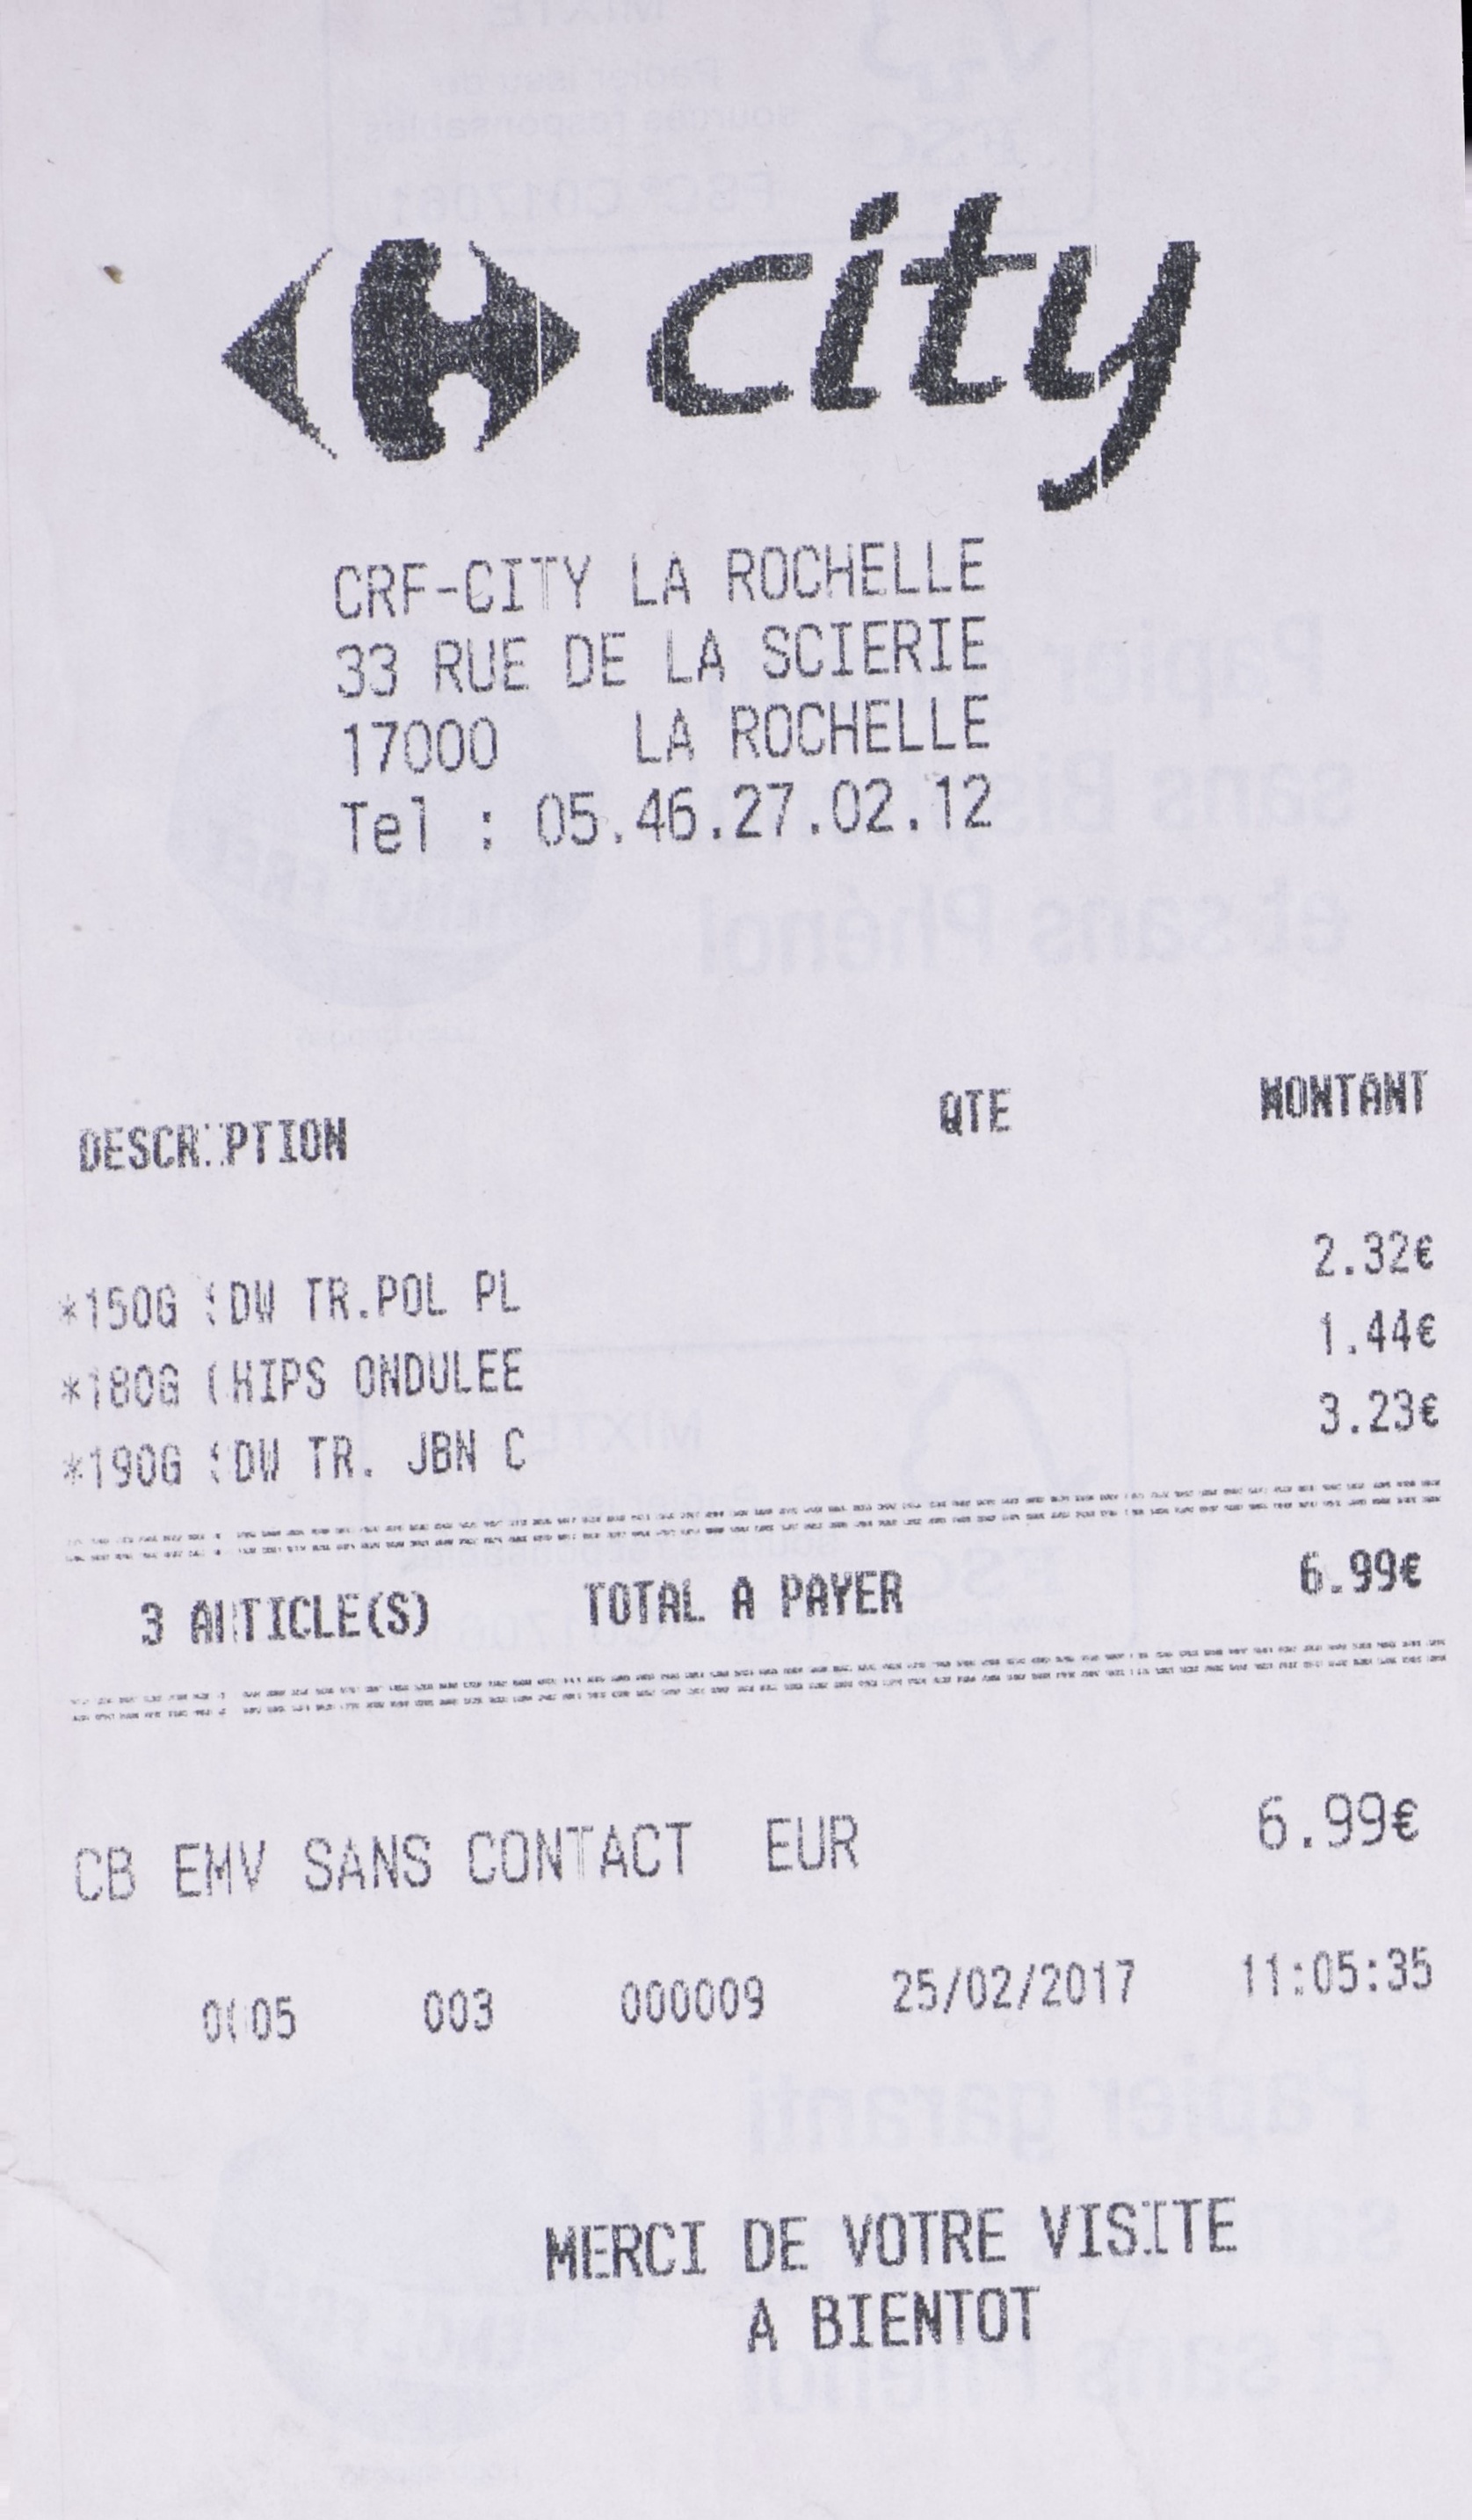 city
CRF-CITY LA ROCHELLE
33 RUE DE LA SCIERIE
17000 LA ROCHELLE
Tel : 05.46.27.02.12
DESCRIPTION QTE MONTANT
*150G SDW TR.POL PL 2.32€
*180G CHIPS ONDULEE 1.44€
*190G SDW TR. JBN C 3.23€
3 ARTICLE(S) TOTAL A PAYER 6.99€
CB EMV SANS CONTACT EUR 6.99€
0005 003 000009 25/02/2017 11:05:35
MERCI DE VOTRE VISITE
A BIENTOT